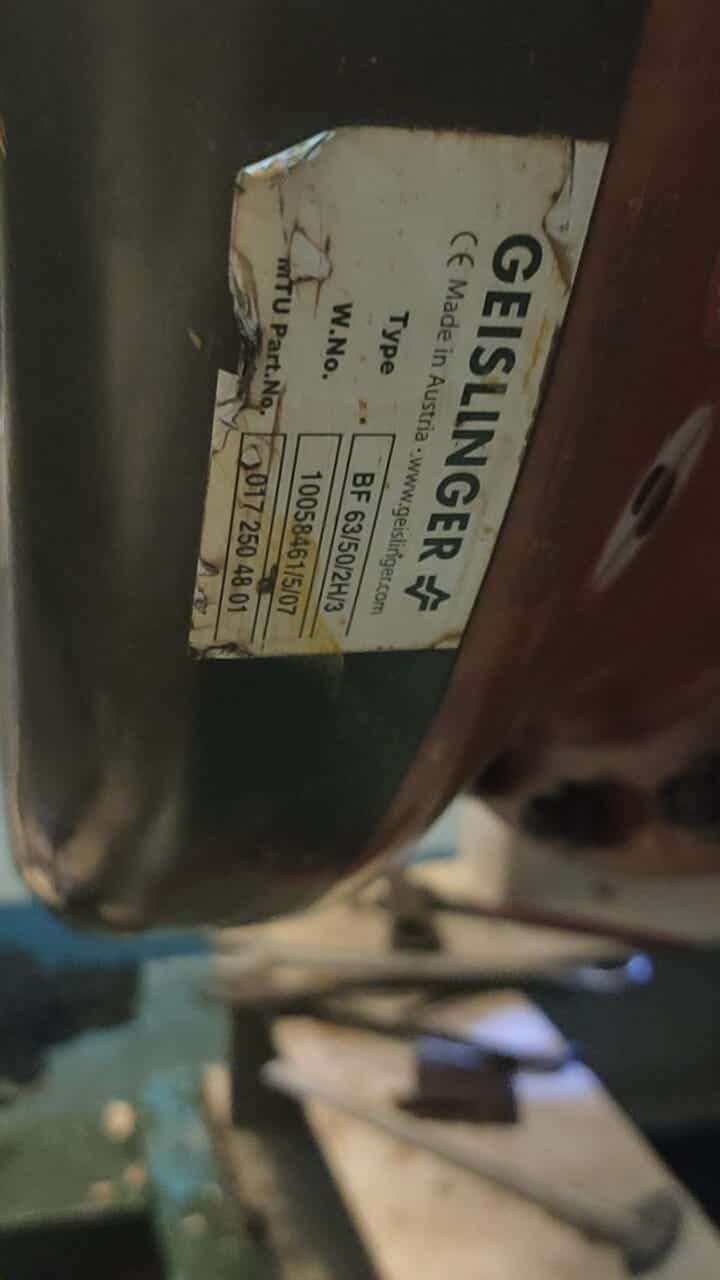 GEISLINGER
CE Made in Austria · www.geislinger.com
Type BF 63/50/2H/3
W.No. 10058461/5/07
MTU Part.No. 017 250 48 01